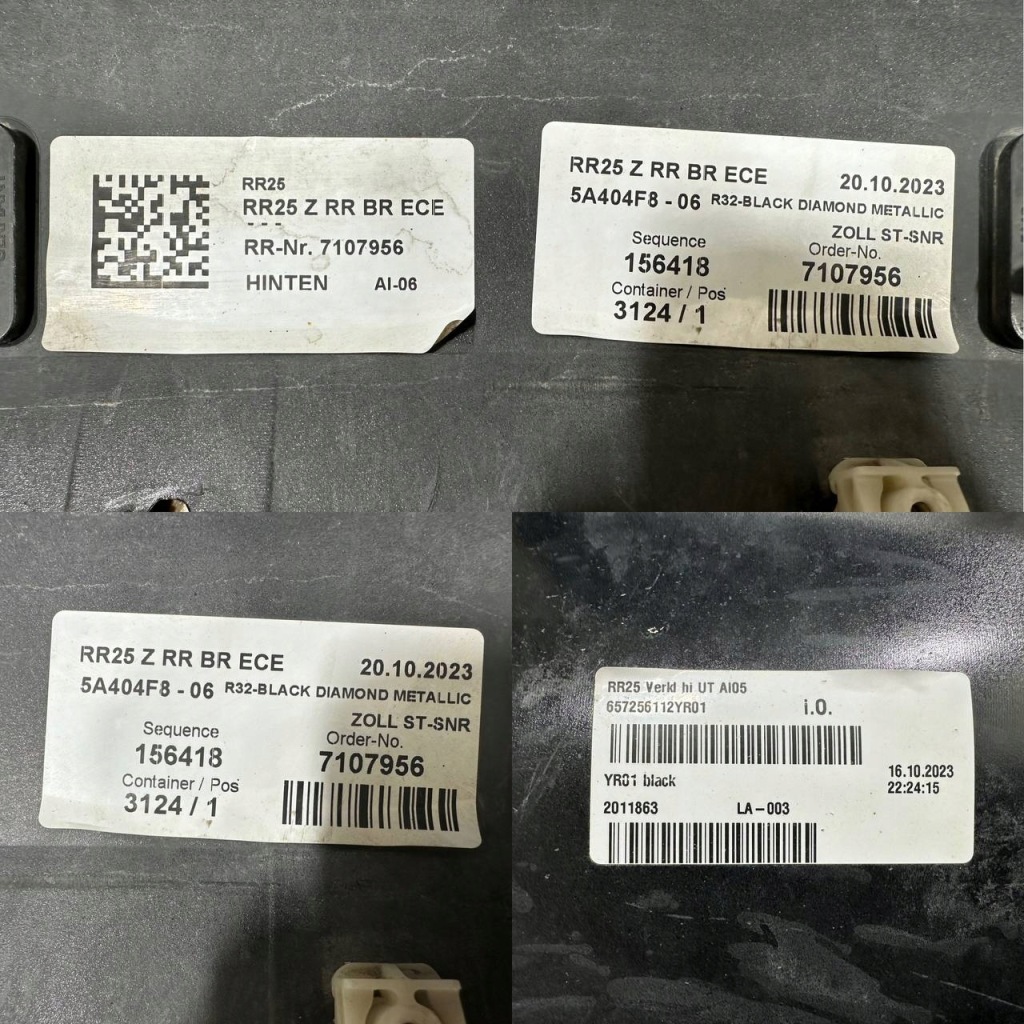 RR25
RR25 Z RR BR ECE
---
RR-Nr. 7107956
HINTEN AI-06
RR25 Z RR BR ECE 20.10.2023
5A404F8 - 06 R32-BLACK DIAMOND METALLIC
ZOLL ST-SNR
Sequence Order-No.
156418 7107956
Container / Pos
3124 / 1
RR25 Z RR BR ECE 20.10.2023
5A404F8 - 06 R32-BLACK DIAMOND METALLIC
ZOLL ST-SNR
Sequence Order-No.
156418 7107956
Container / Pos
3124 / 1
RR25 Verkl hi UT AI05
657256112YR01 i.O.
YR01 black 16.10.2023
22:24:15
2011863 LA-003